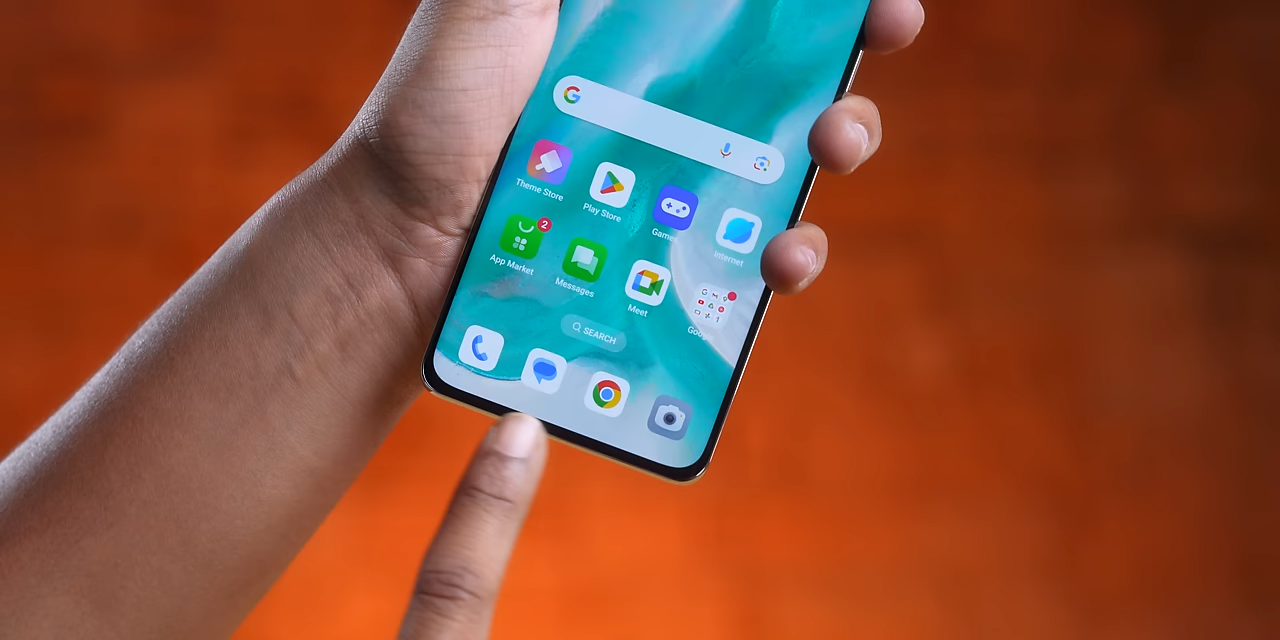 Theme Store
Play Store
Games
Internet
App Market
2
Messages
Meet
SEARCH